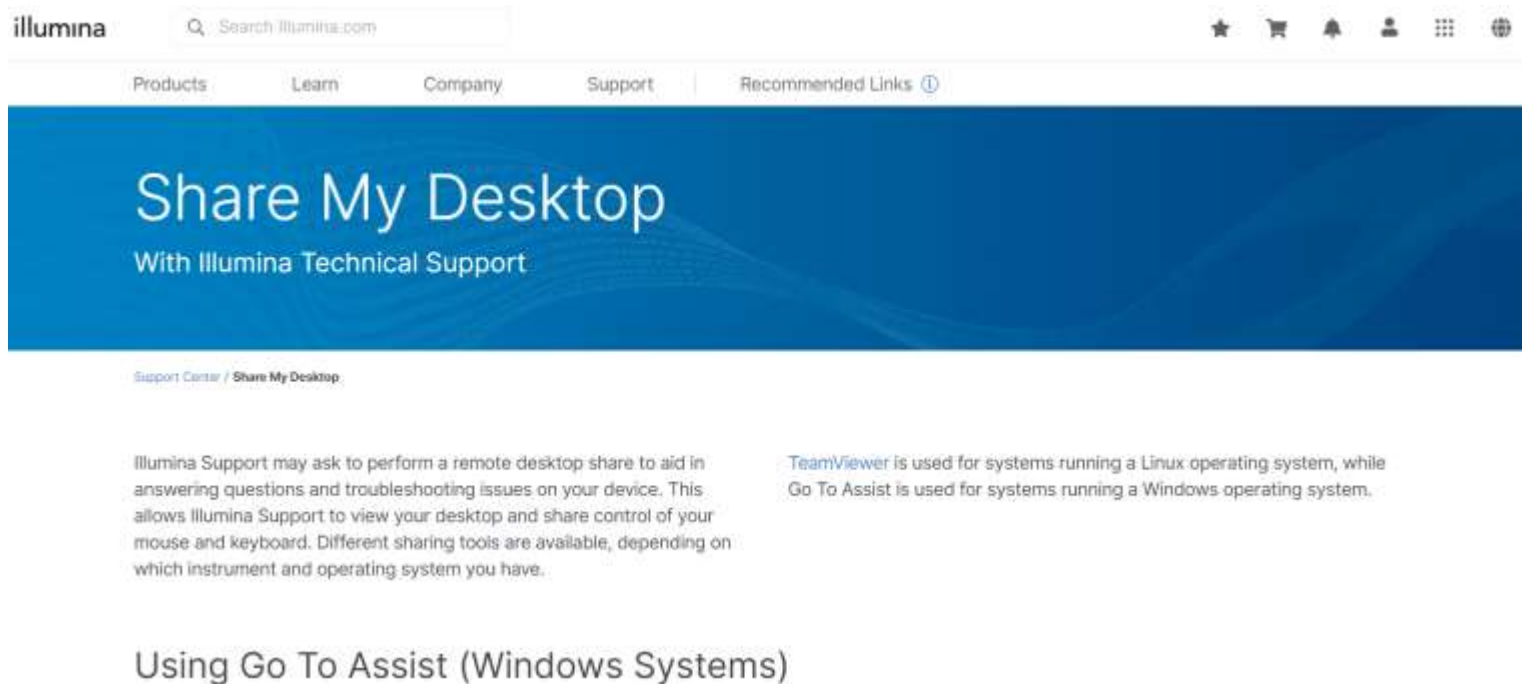 illumina
Search Illumina.com
Products Learn Company Support Recommended Links
Share My Desktop
With Illumina Technical Support
Support Center / Share My Desktop
Illumina Support may ask to perform a remote desktop share to aid in
answering questions and troubleshooting issues on your device. This
allows Illumina Support to view your desktop and share control of your
mouse and keyboard. Different sharing tools are available, depending on
which instrument and operating system you have.
TeamViewer is used for systems running a Linux operating system, while
Go To Assist is used for systems running a Windows operating system.
Using Go To Assist (Windows Systems)